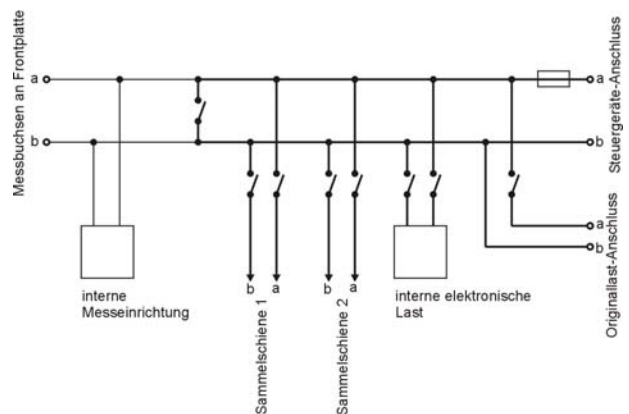 Messbuchsen an Frontplatte
a
b
a
b
Steuergeräte-Anschluss
a
b
Originallast-Anschluss
interne
Messeinrichtung
b
a
Sammelschiene 1
b
a
Sammelschiene 2
interne elektronische
Last